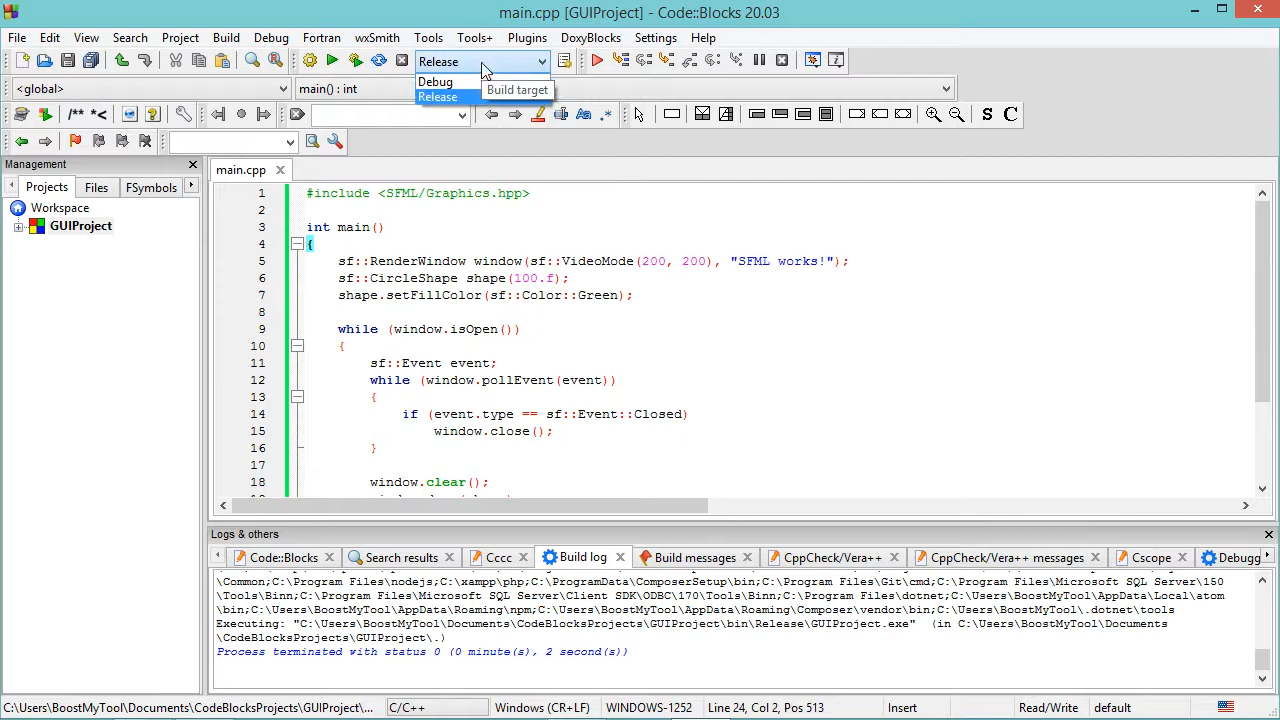 main.cpp [GUIProject] - Code::Blocks 20.03
File Edit View Search Project Build Debug Fortran wxSmith Tools Tools+ Plugins DoxyBlocks Settings Help
Release
Debug
Build target
Release
<global>
main() : int
/** *<
.*
S C
Management
Projects Files FSymbols
Workspace
GUIProject
main.cpp
1 #include <SFML/Graphics.hpp>
2
3 int main()
4 {
5 sf::RenderWindow window(sf::VideoMode(200, 200), "SFML works!");
6 sf::CircleShape shape(100.f);
7 shape.setFillColor(sf::Color::Green);
8
9 while (window.isOpen())
10 {
11 sf::Event event;
12 while (window.pollEvent(event))
13 {
14 if (event.type == sf::Event::Closed)
15 window.close();
16 }
17
18 window.clear();
Logs & others
Code::Blocks Search results Cccc Build log Build messages CppCheck/Vera++ CppCheck/Vera++ messages Cscope Debugg
\Common;C:\Program Files\nodejs;C:\xampp\php;C:\ProgramData\ComposerSetup\bin;C:\Program Files\Git\cmd;C:\Program Files\Microsoft SQL Server\150
\Tools\Binn;C:\Program Files\Microsoft SQL Server\Client SDK\ODBC\170\Tools\Binn;C:\Program Files\dotnet;C:\Users\BoostMyTool\AppData\Local\atom
\bin;C:\Users\BoostMyTool\AppData\Roaming\npm;C:\Users\BoostMyTool\AppData\Roaming\Composer\vendor\bin;C:\Users\BoostMyTool\.dotnet\tools
Executing: "C:\Users\BoostMyTool\Documents\CodeBlocksProjects\GUIProject\bin\Release\GUIProject.exe" (in C:\Users\BoostMyTool\Documents
\CodeBlocksProjects\GUIProject\.)
Process terminated with status 0 (0 minute(s), 2 second(s))
C:\Users\BoostMyTool\Documents\CodeBlocksProjects\GUIProject\... C/C++ Windows (CR+LF) WINDOWS-1252 Line 24, Col 2, Pos 513 Insert Read/Write default